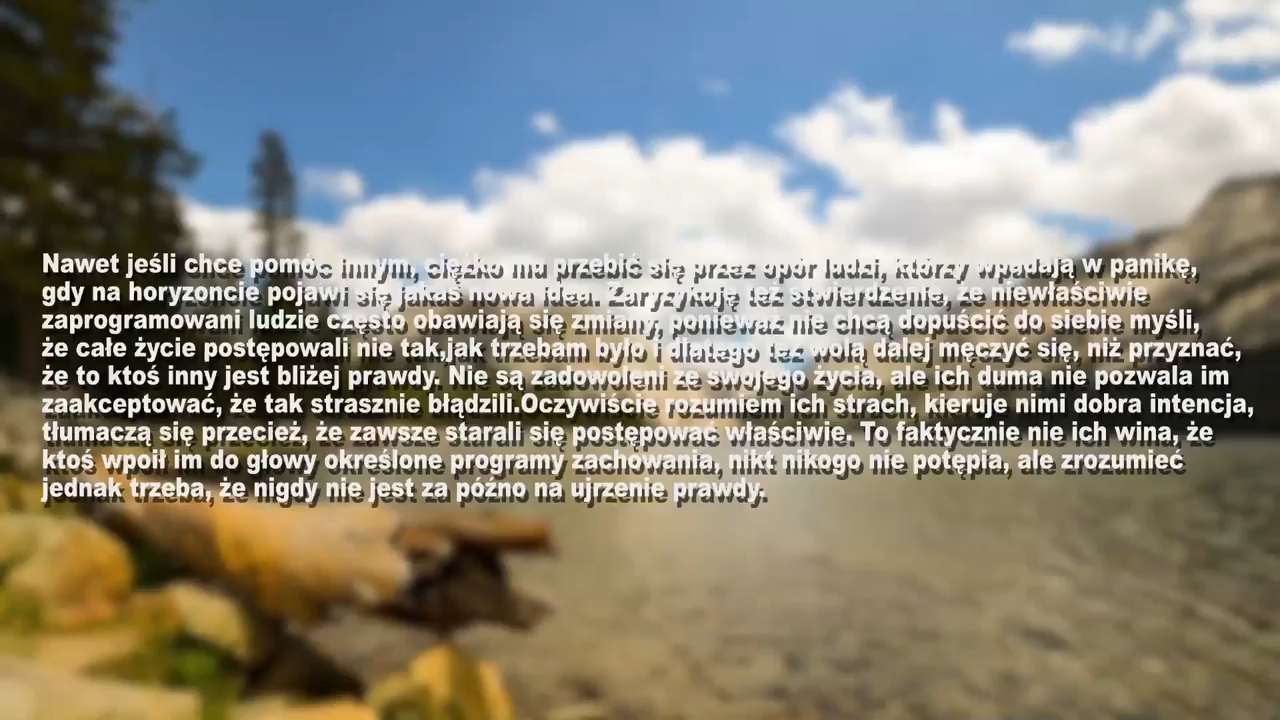 Nawet jeśli chce pomóc innym, ciężko mu przebić się przez opór ludzi, którzy wpadają w panikę,
gdy na horyzoncie pojawi się jakaś nowa idea. Zaryzykuję też stwierdzenie, że niewłaściwie
zaprogramowani ludzie często obawiają się zmiany, ponieważ nie chcą dopuścić do siebie myśli,
że całe życie postępowali nie tak,jak trzebam było i dlatego też wolą dalej męczyć się, niż przyznać,
że to ktoś inny jest bliżej prawdy. Nie są zadowoleni ze swojego życia, ale ich duma nie pozwala im
zaakceptować, że tak strasznie błądzili.Oczywiście rozumiem ich strach, kieruje nimi dobra intencja,
tłumaczą się przecież, że zawsze starali się postępować właściwie. To faktycznie nie ich wina, że
ktoś wpoił im do głowy określone programy zachowania, nikt nikogo nie potępia, ale zrozumieć
jednak trzeba, że nigdy nie jest za późno na ujrzenie prawdy.